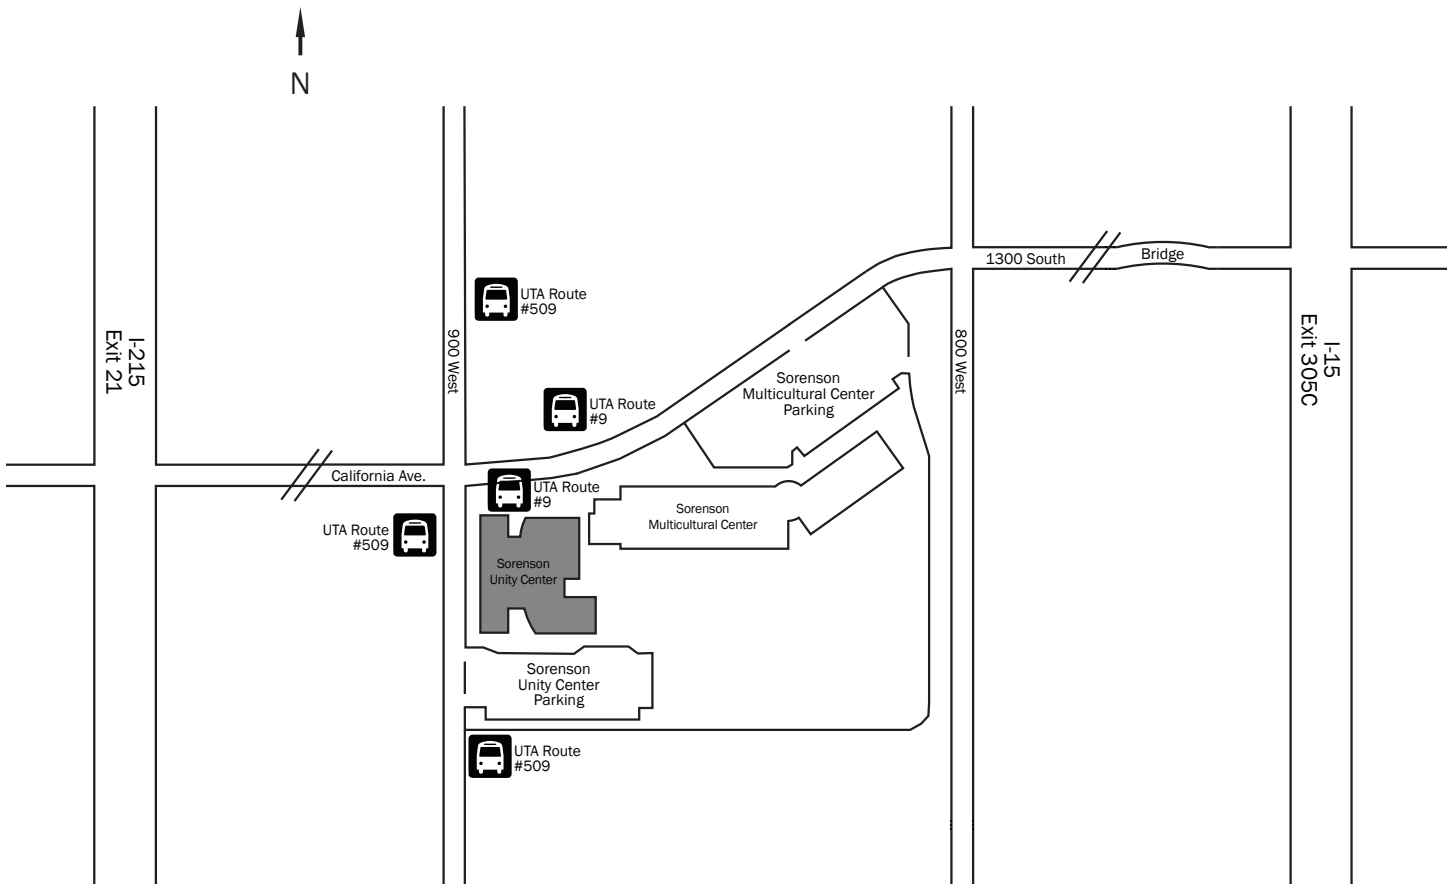 N
1300 South
Bridge
UTA Route
#509
I-215
Exit 21
900 West
800 West
I-15
Exit 305C
Sorenson
Multicultural Center
Parking
UTA Route
#9
California Ave.
UTA Route
#9
Sorenson
Multicultural Center
UTA Route
#509
Sorenson
Unity Center
Sorenson
Unity Center
Parking
UTA Route
#509